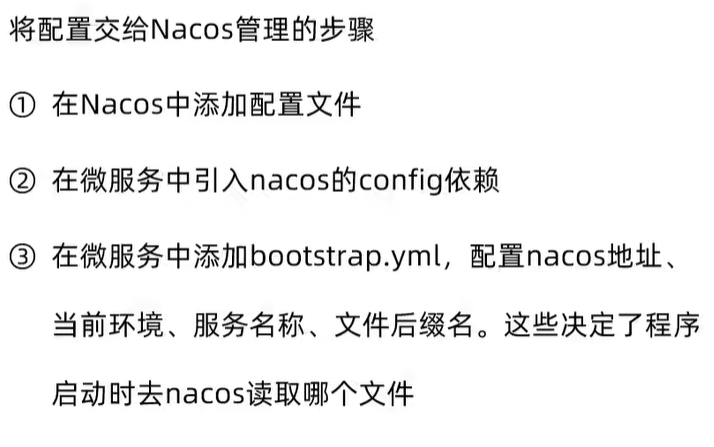 将配置交给Nacos管理的步骤
① 在Nacos中添加配置文件
② 在微服务中引入nacos的config依赖
③ 在微服务中添加bootstrap.yml，配置nacos地址、
当前环境、服务名称、文件后缀名。这些决定了程序
启动时去nacos读取哪个文件